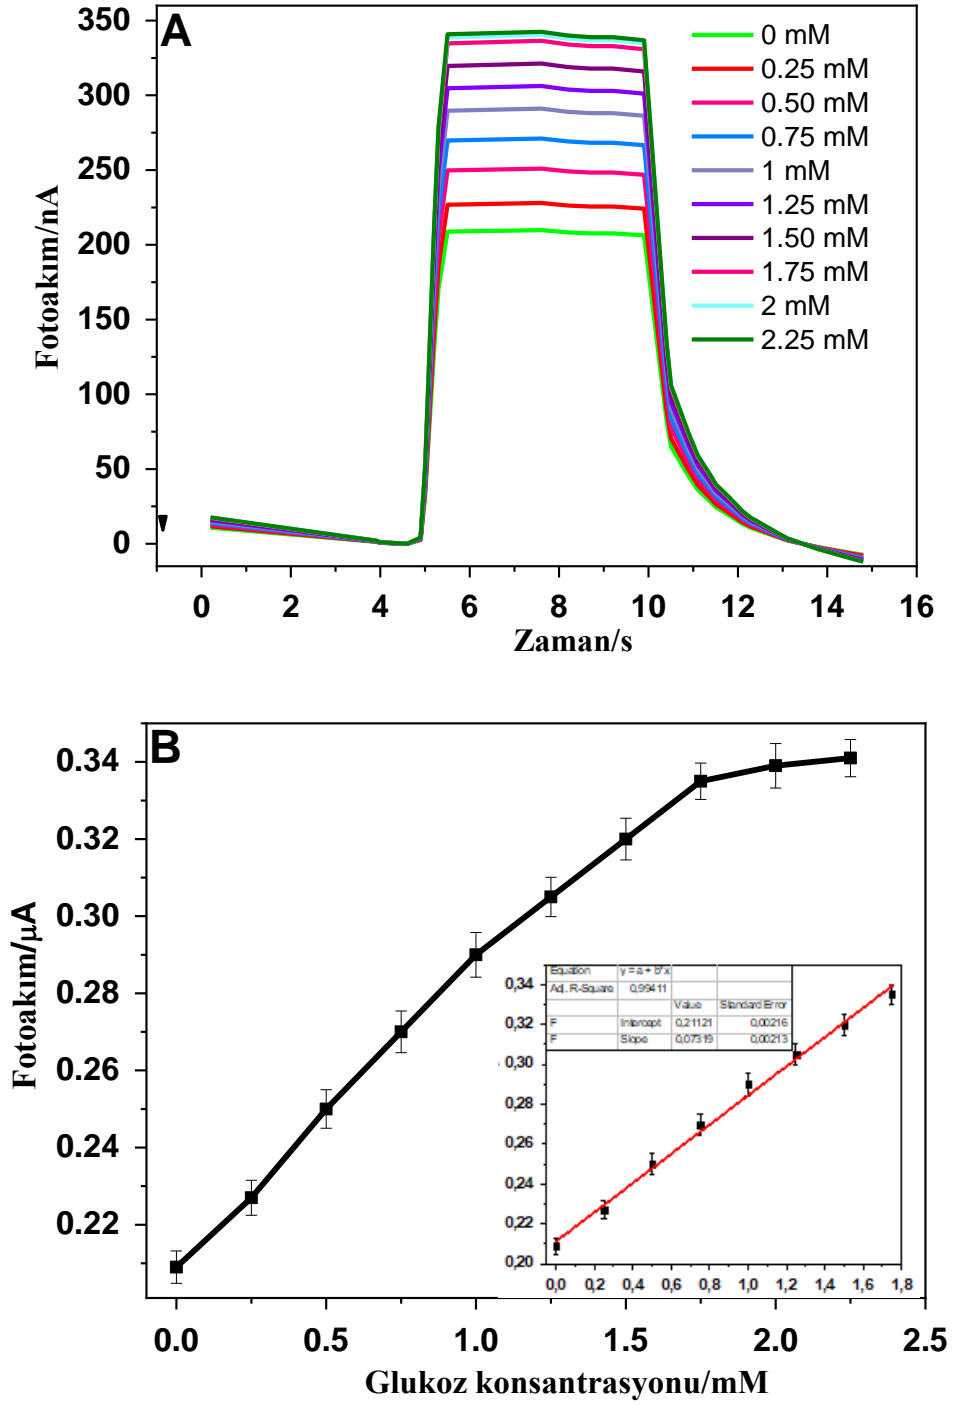 A
350
300
250
200
150
100
50
0
Fotoakım/nA
0 mM
0.25 mM
0.50 mM
0.75 mM
1 mM
1.25 mM
1.50 mM
1.75 mM
2 mM
2.25 mM
0 2 4 6 8 10 12 14 16
Zaman/s
B
0.34
0.32
0.30
0.28
0.26
0.24
0.22
Fotoakım/μA
Equation y = a + b*x
Adj. R-Square 0,99411
Value Standard Error
F Intercept 0,21121 0,00216
F Slope 0,07319 0,00213
0,34
0,32
0,30
0,28
0,26
0,24
0,22
0,20
0,0 0,2 0,4 0,6 0,8 1,0 1,2 1,4 1,6 1,8
0.0 0.5 1.0 1.5 2.0 2.5
Glukoz konsantrasyonu/mM